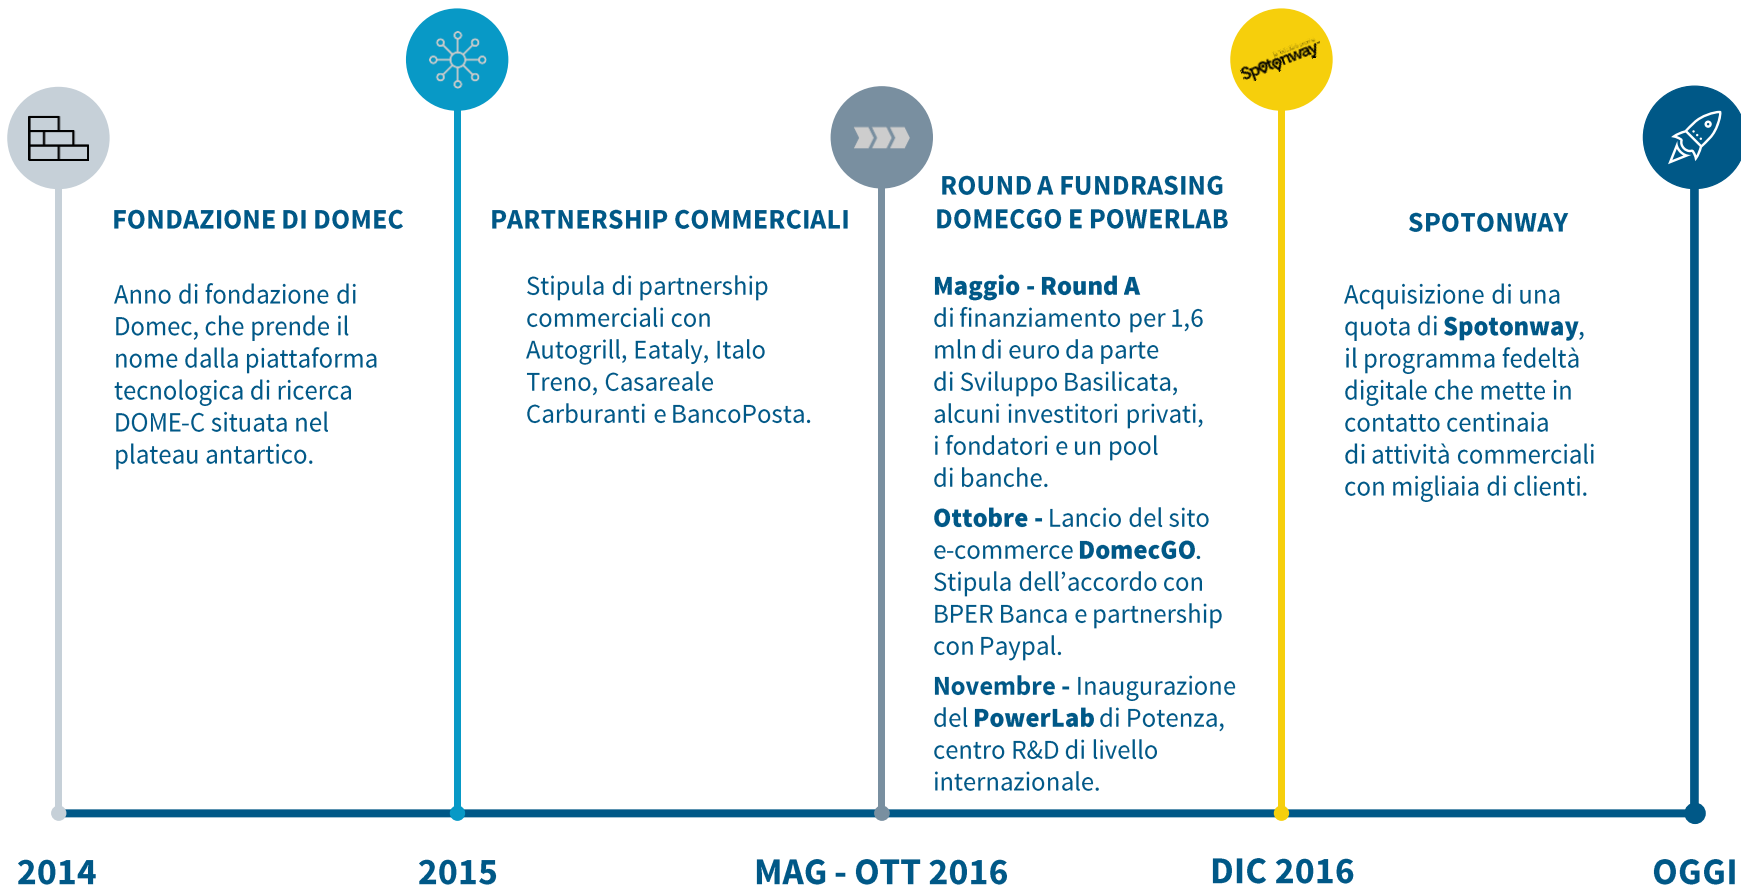 Spotonway
FONDAZIONE DI DOMEC
Anno di fondazione di
Domec, che prende il
nome dalla piattaforma
tecnologica di ricerca
DOME-C situata nel
plateau antartico.
PARTNERSHIP COMMERCIALI
Stipula di partnership
commerciali con
Autogrill, Eataly, Italo
Treno, Casareale
Carburanti e BancoPosta.
ROUND A FUNDRASING
DOMECGO E POWERLAB
Maggio - Round A
di finanziamento per 1,6
mln di euro da parte
di Sviluppo Basilicata,
alcuni investitori privati,
i fondatori e un pool
di banche.
Ottobre - Lancio del sito
e-commerce DomecGO.
Stipula dell’accordo con
BPER Banca e partnership
con Paypal.
Novembre - Inaugurazione
del PowerLab di Potenza,
centro R&D di livello
internazionale.
SPOTONWAY
Acquisizione di una
quota di Spotonway,
il programma fedeltà
digitale che mette in
contatto centinaia
di attività commerciali
con migliaia di clienti.
2014
2015
MAG - OTT 2016
DIC 2016
OGGI